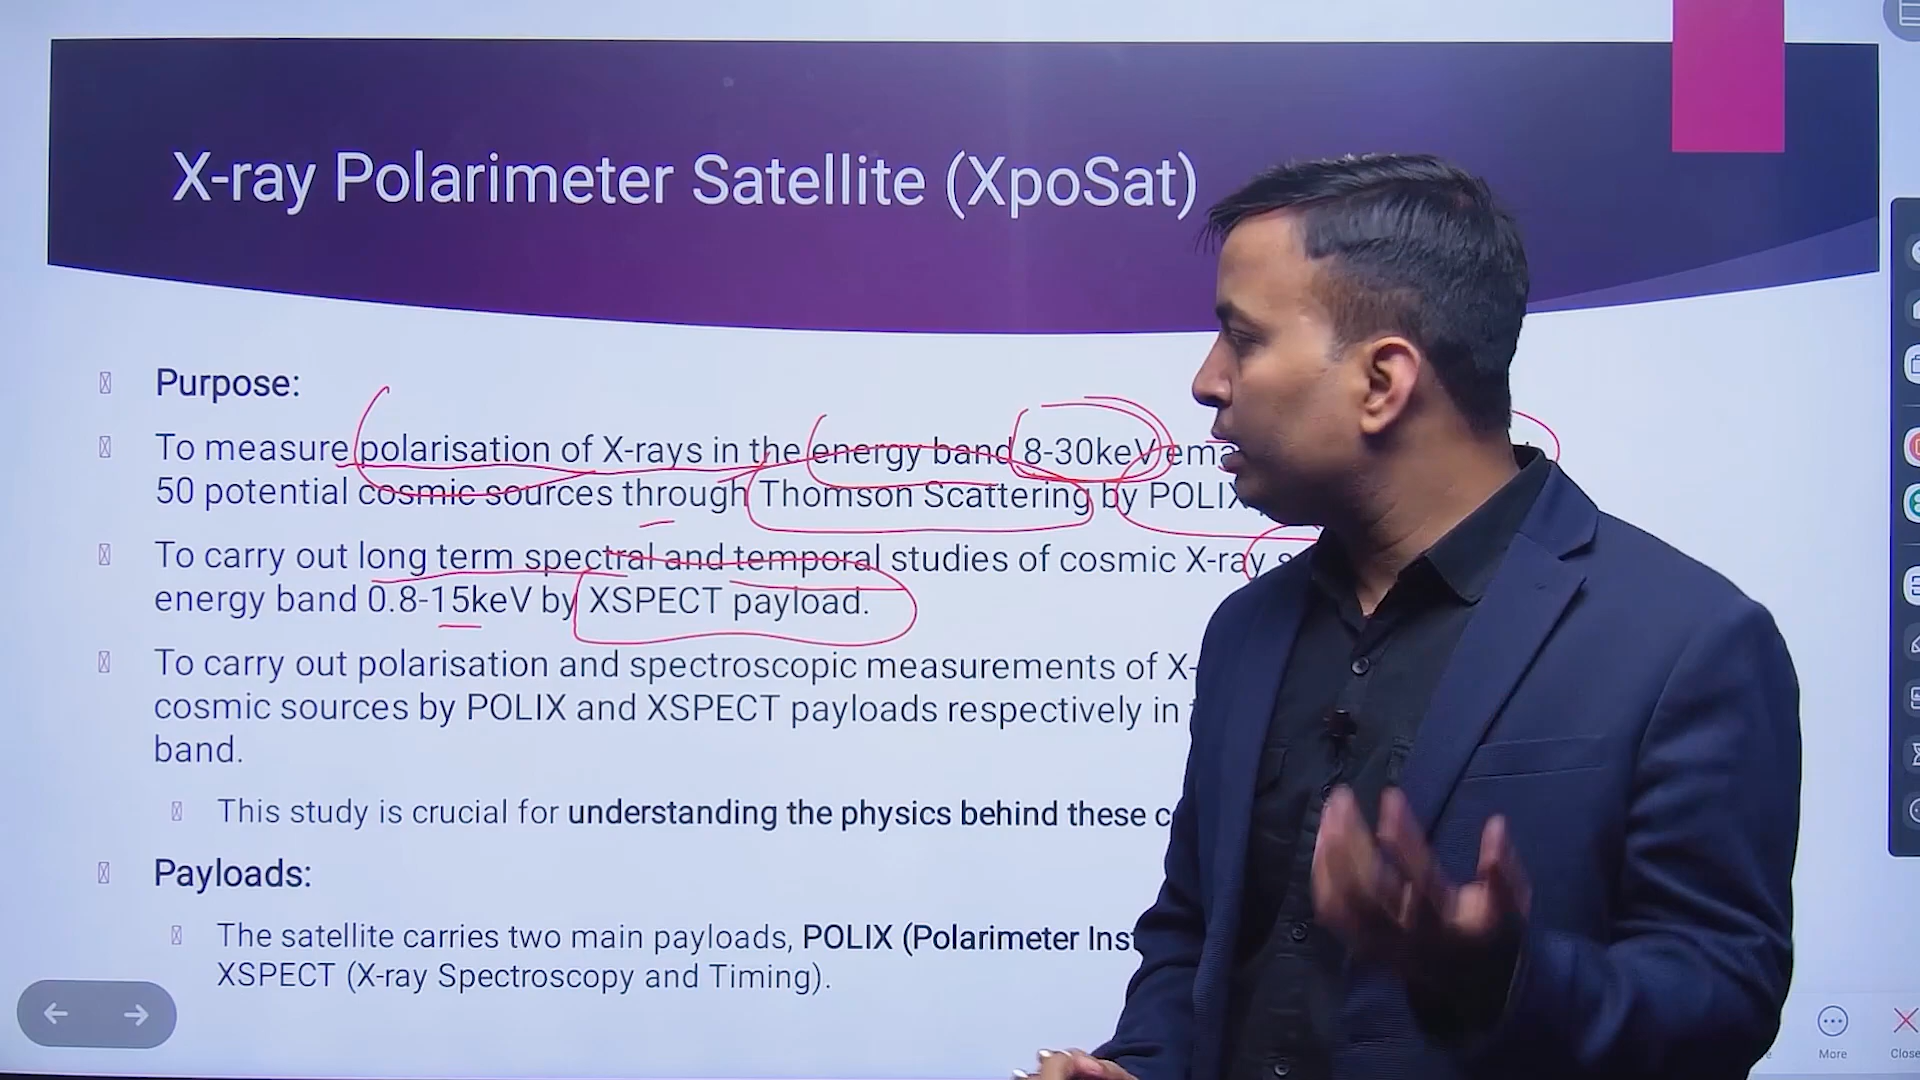 X-ray Polarimeter Satellite (XpoSat)
Purpose:
To measure polarisation of X-rays in the energy band 8-30keV
50 potential cosmic sources through Thomson Scattering by POLIX
To carry out long term spectral and temporal studies of cosmic X-ray
energy band 0.8-15keV by XSPECT payload.
To carry out polarisation and spectroscopic measurements of X-
cosmic sources by POLIX and XSPECT payloads respectively in
band.
This study is crucial for understanding the physics behind these
Payloads:
The satellite carries two main payloads, POLIX (Polarimeter
XSPECT (X-ray Spectroscopy and Timing).
More
Close